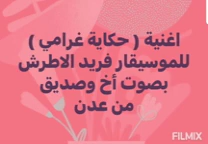 اغنية ( حكاية غرامي )
للموسيقار فريد الاطرش
بصوت أخ وصديق
من عدن
FILMIX